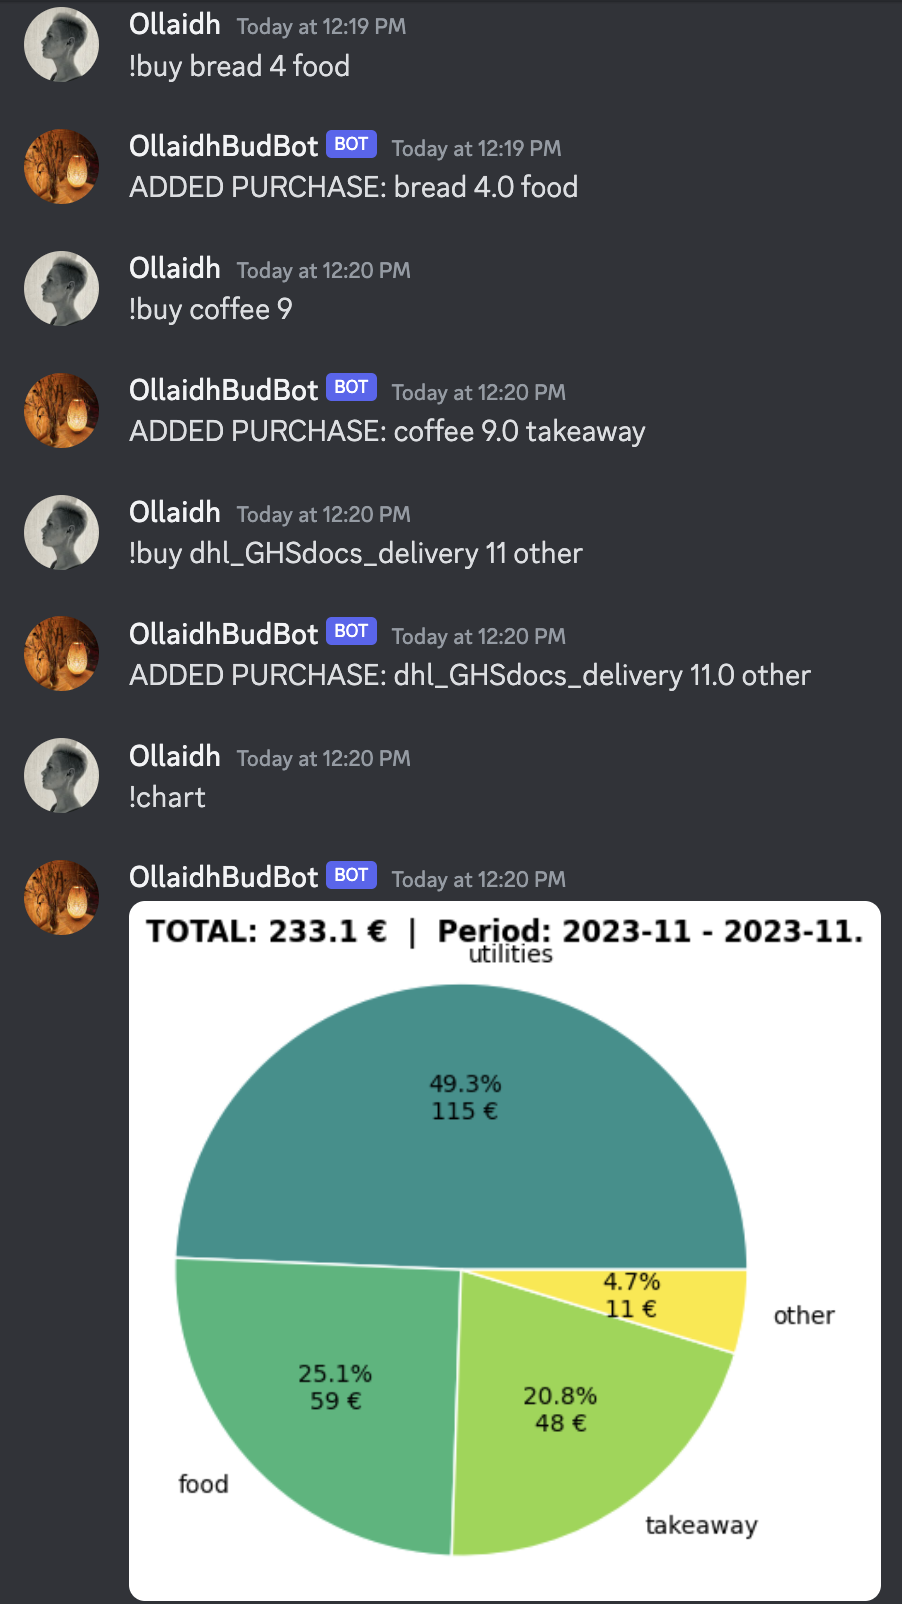 Ollaidh Today at 12:19 PM
!buy bread 4 food
OllaidhBudBot BOT Today at 12:19 PM
ADDED PURCHASE: bread 4.0 food
Ollaidh Today at 12:20 PM
!buy coffee 9
OllaidhBudBot BOT Today at 12:20 PM
ADDED PURCHASE: coffee 9.0 takeaway
Ollaidh Today at 12:20 PM
!buy dhl_GHSdocs_delivery 11 other
OllaidhBudBot BOT Today at 12:20 PM
ADDED PURCHASE: dhl_GHSdocs_delivery 11.0 other
Ollaidh Today at 12:20 PM
!chart
OllaidhBudBot BOT Today at 12:20 PM
TOTAL: 233.1 € | Period: 2023-11 - 2023-11.
utilities
49.3%
115 €
4.7%
11 €
other
25.1%
59 €
20.8%
48 €
food
takeaway